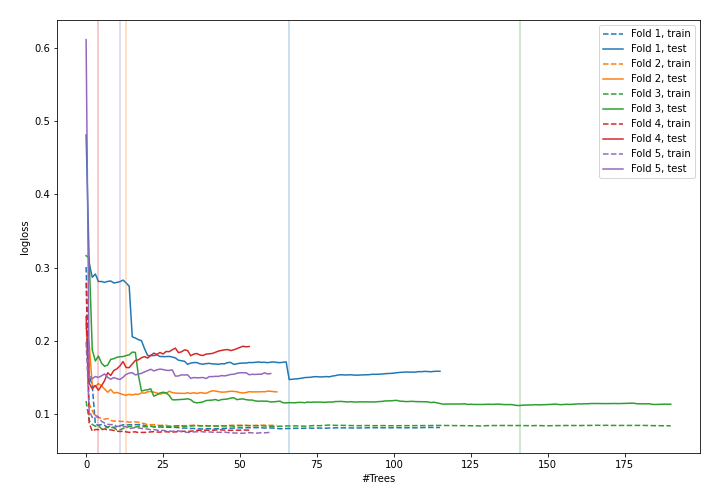 0.6
0.5
0.4
0.3
0.2
0.1
logloss
0
25
50
75
100
125
150
175
#Trees
Fold 1, train
Fold 1, test
Fold 2, train
Fold 2, test
Fold 3, train
Fold 3, test
Fold 4, train
Fold 4, test
Fold 5, train
Fold 5, test